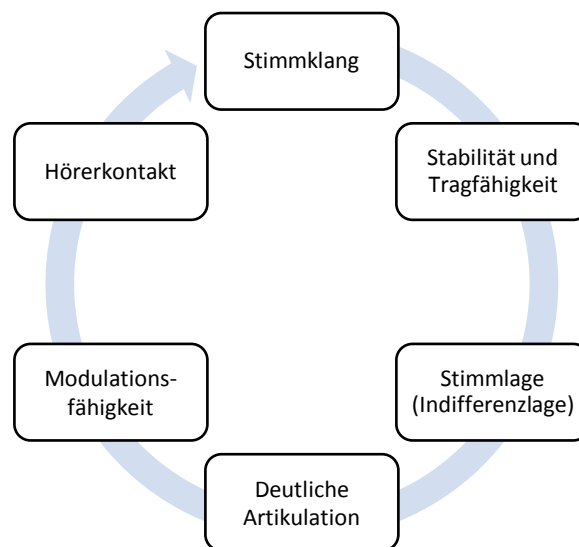 Stimmklang
Stabilität und
Tragfähigkeit
Stimmlage
(Indifferenzlage)
Deutliche
Artikulation
Modulations-
fähigkeit
Hörerkontakt